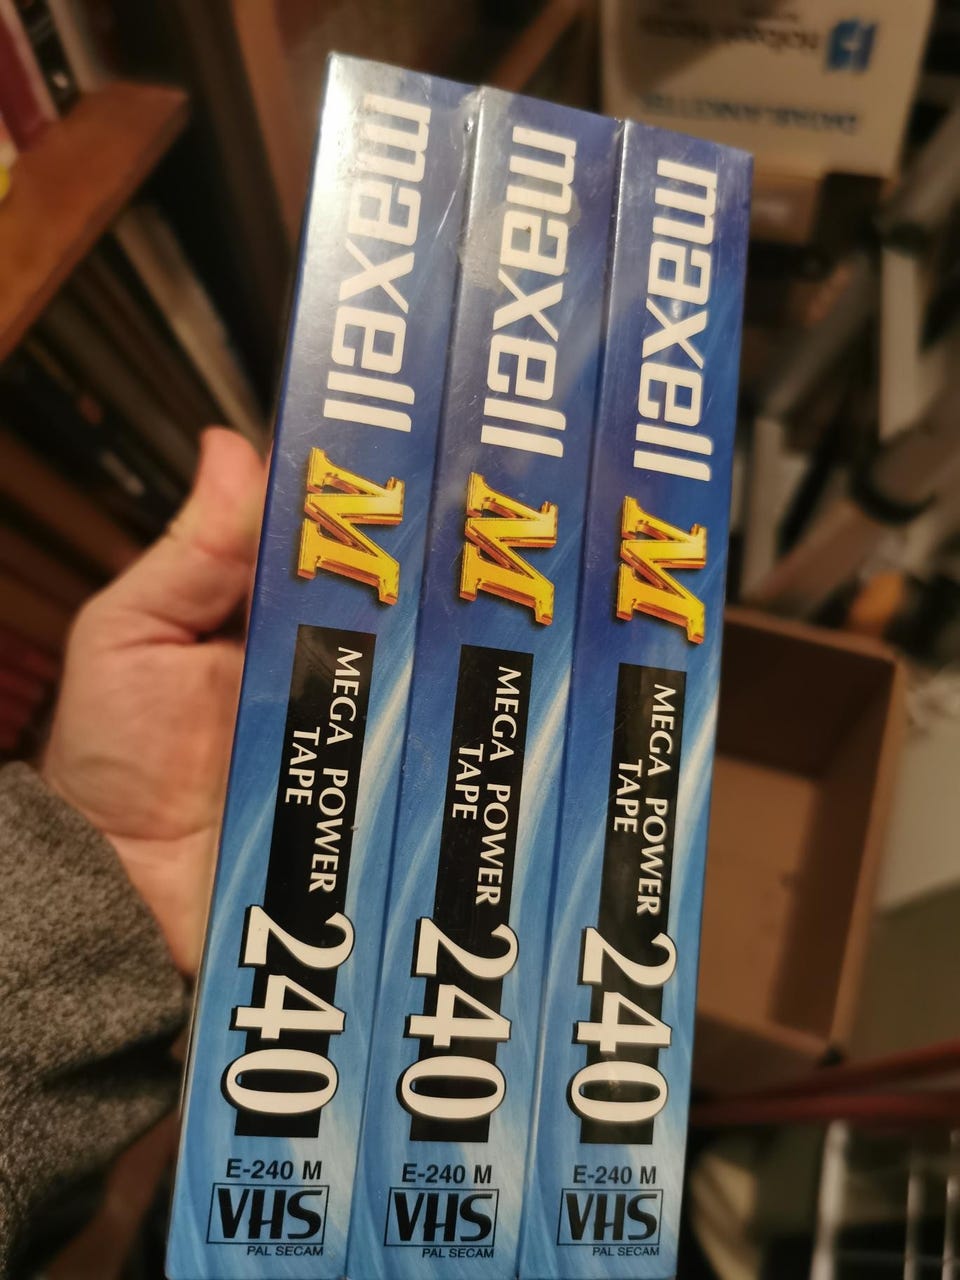 maxell
M
MEGA POWER
TAPE
240
E-240 M
VHS
PAL SECAM
maxell
M
MEGA POWER
TAPE
240
E-240 M
VHS
PAL SECAM
maxell
M
MEGA POWER
TAPE
240
E-240 M
VHS
PAL SECAM